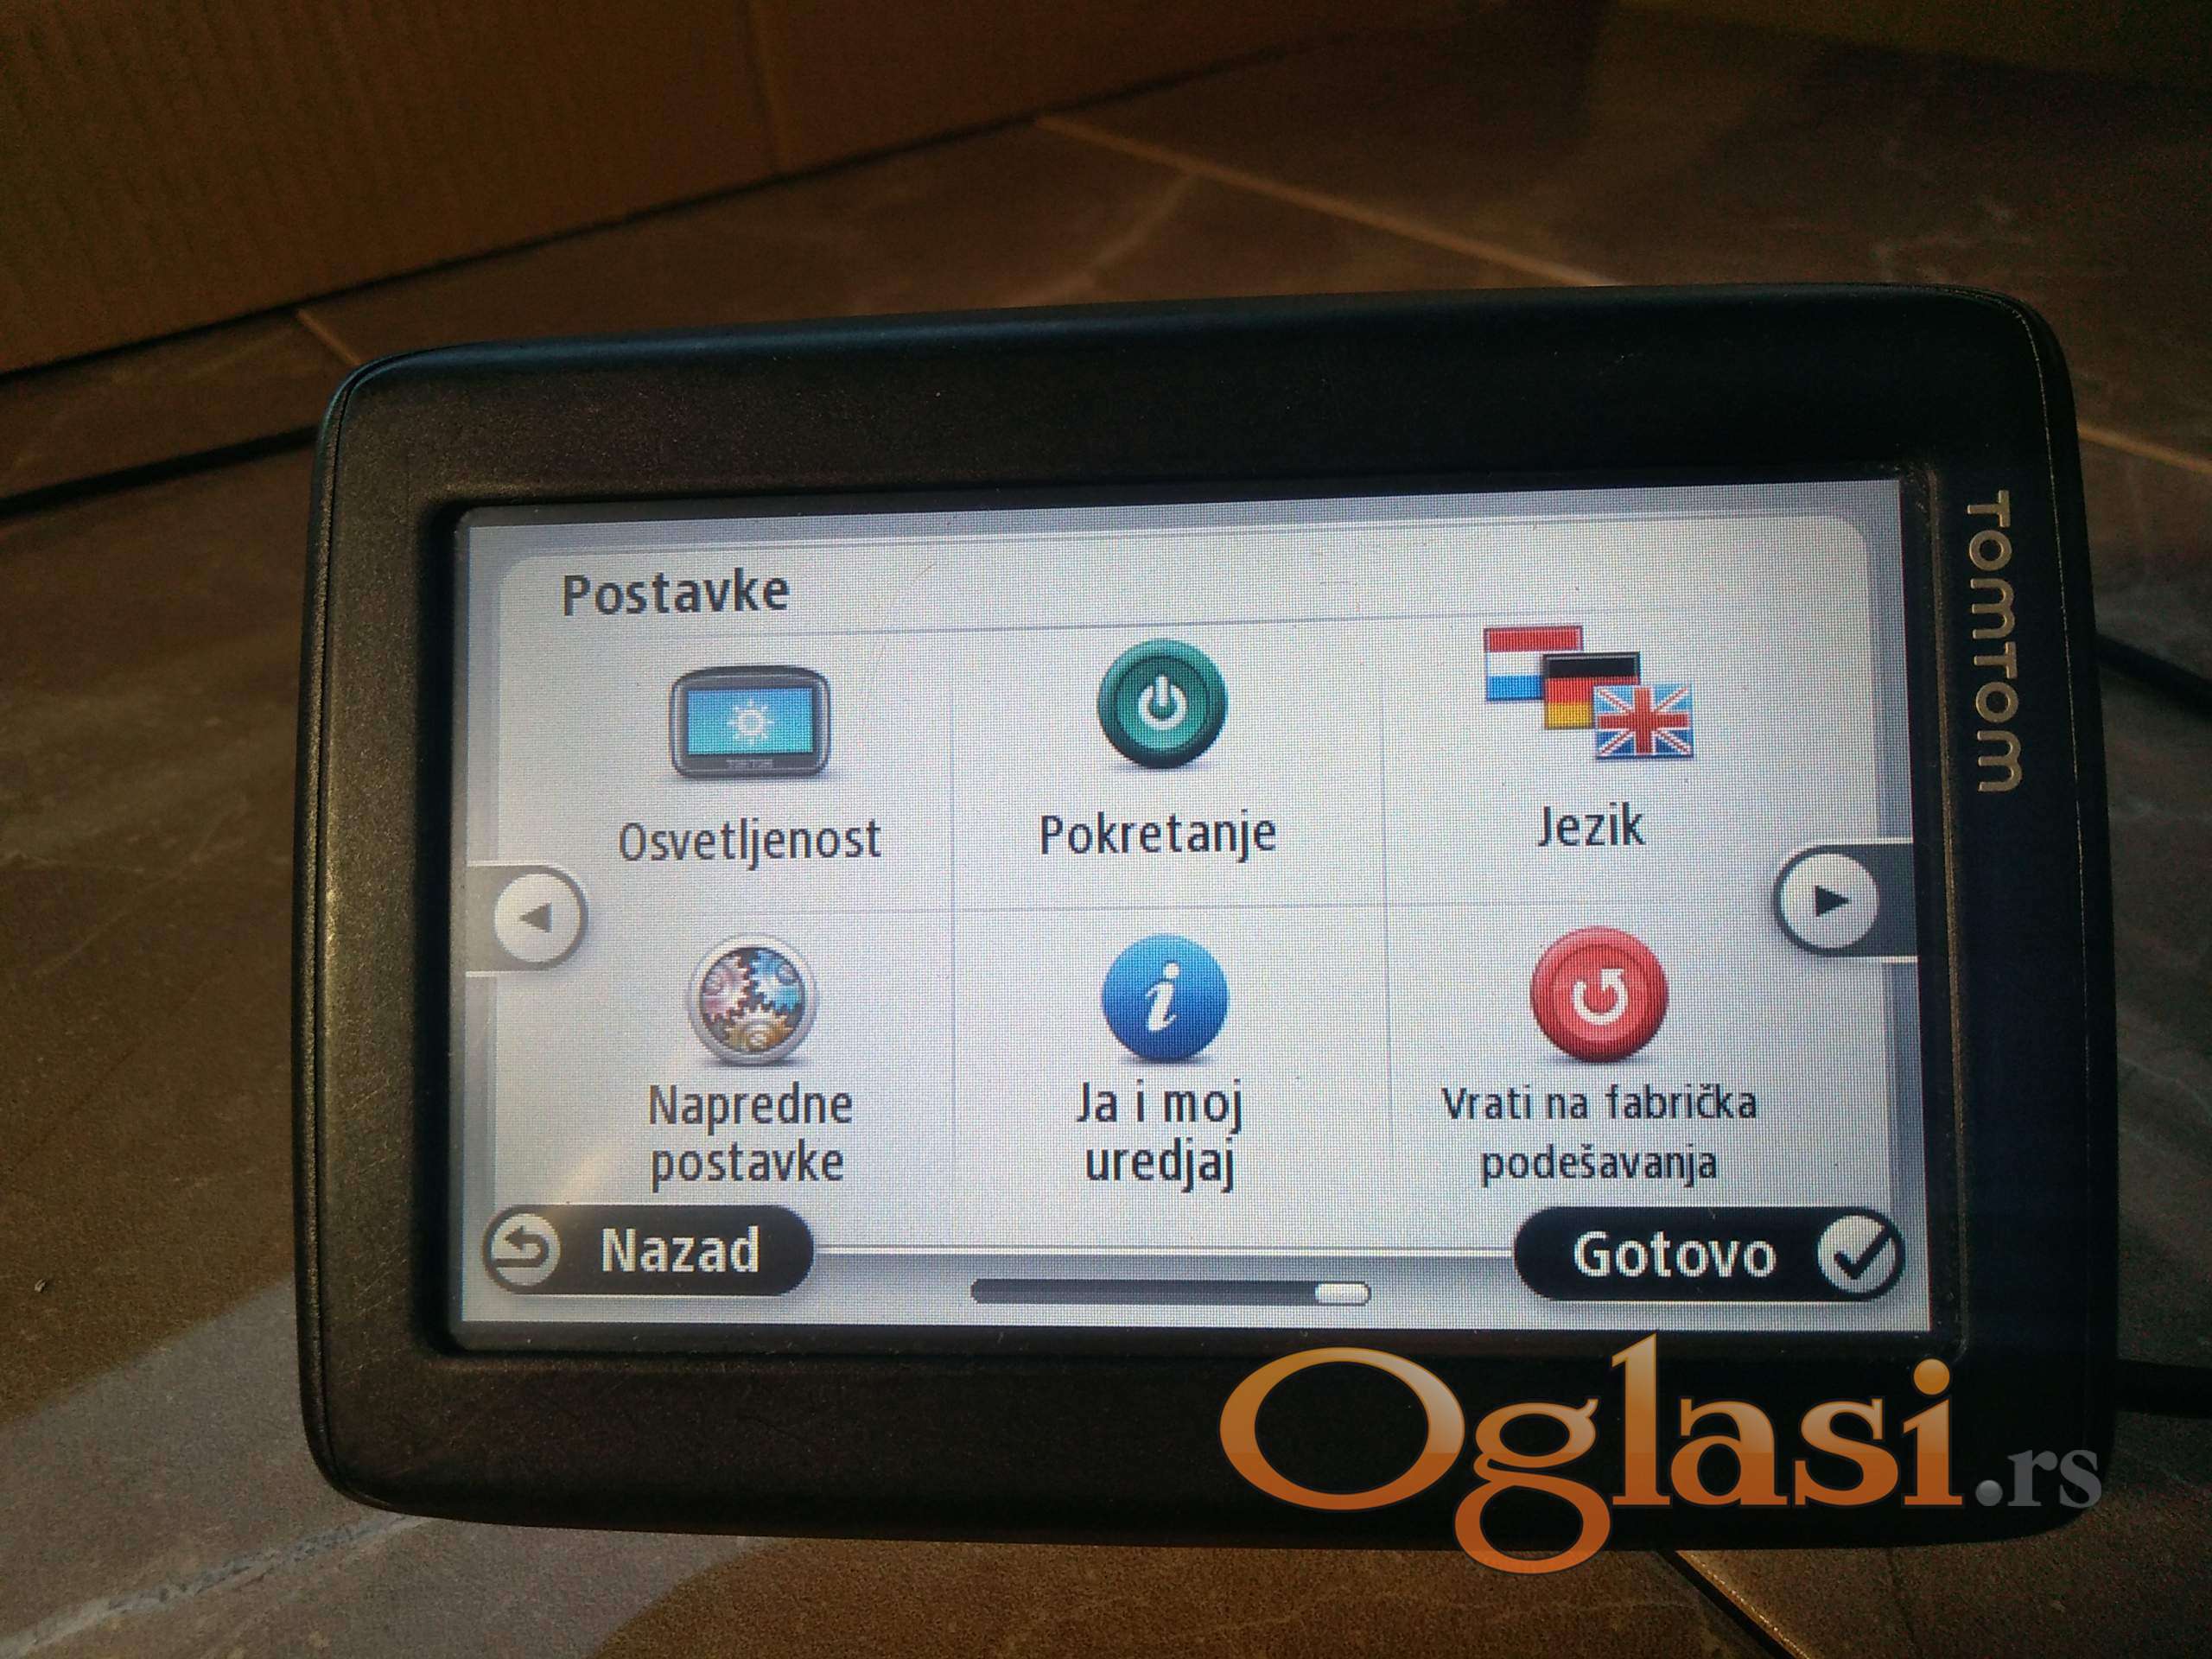 Postavke
Osvetljenost
Pokretanje
Jezik
Napredne
postavke
Ja i moj
uredjaj
Vrati na fabrička
podešavanja
Nazad
Gotovo
TOMTOM
Oglasi.rs